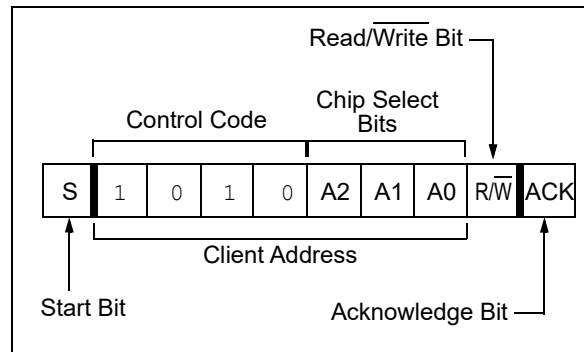 Read/Write Bit
Chip Select
Bits
Control Code
S 1 0 1 0 A2 A1 A0 R/W ACK
Client Address
Start Bit
Acknowledge Bit